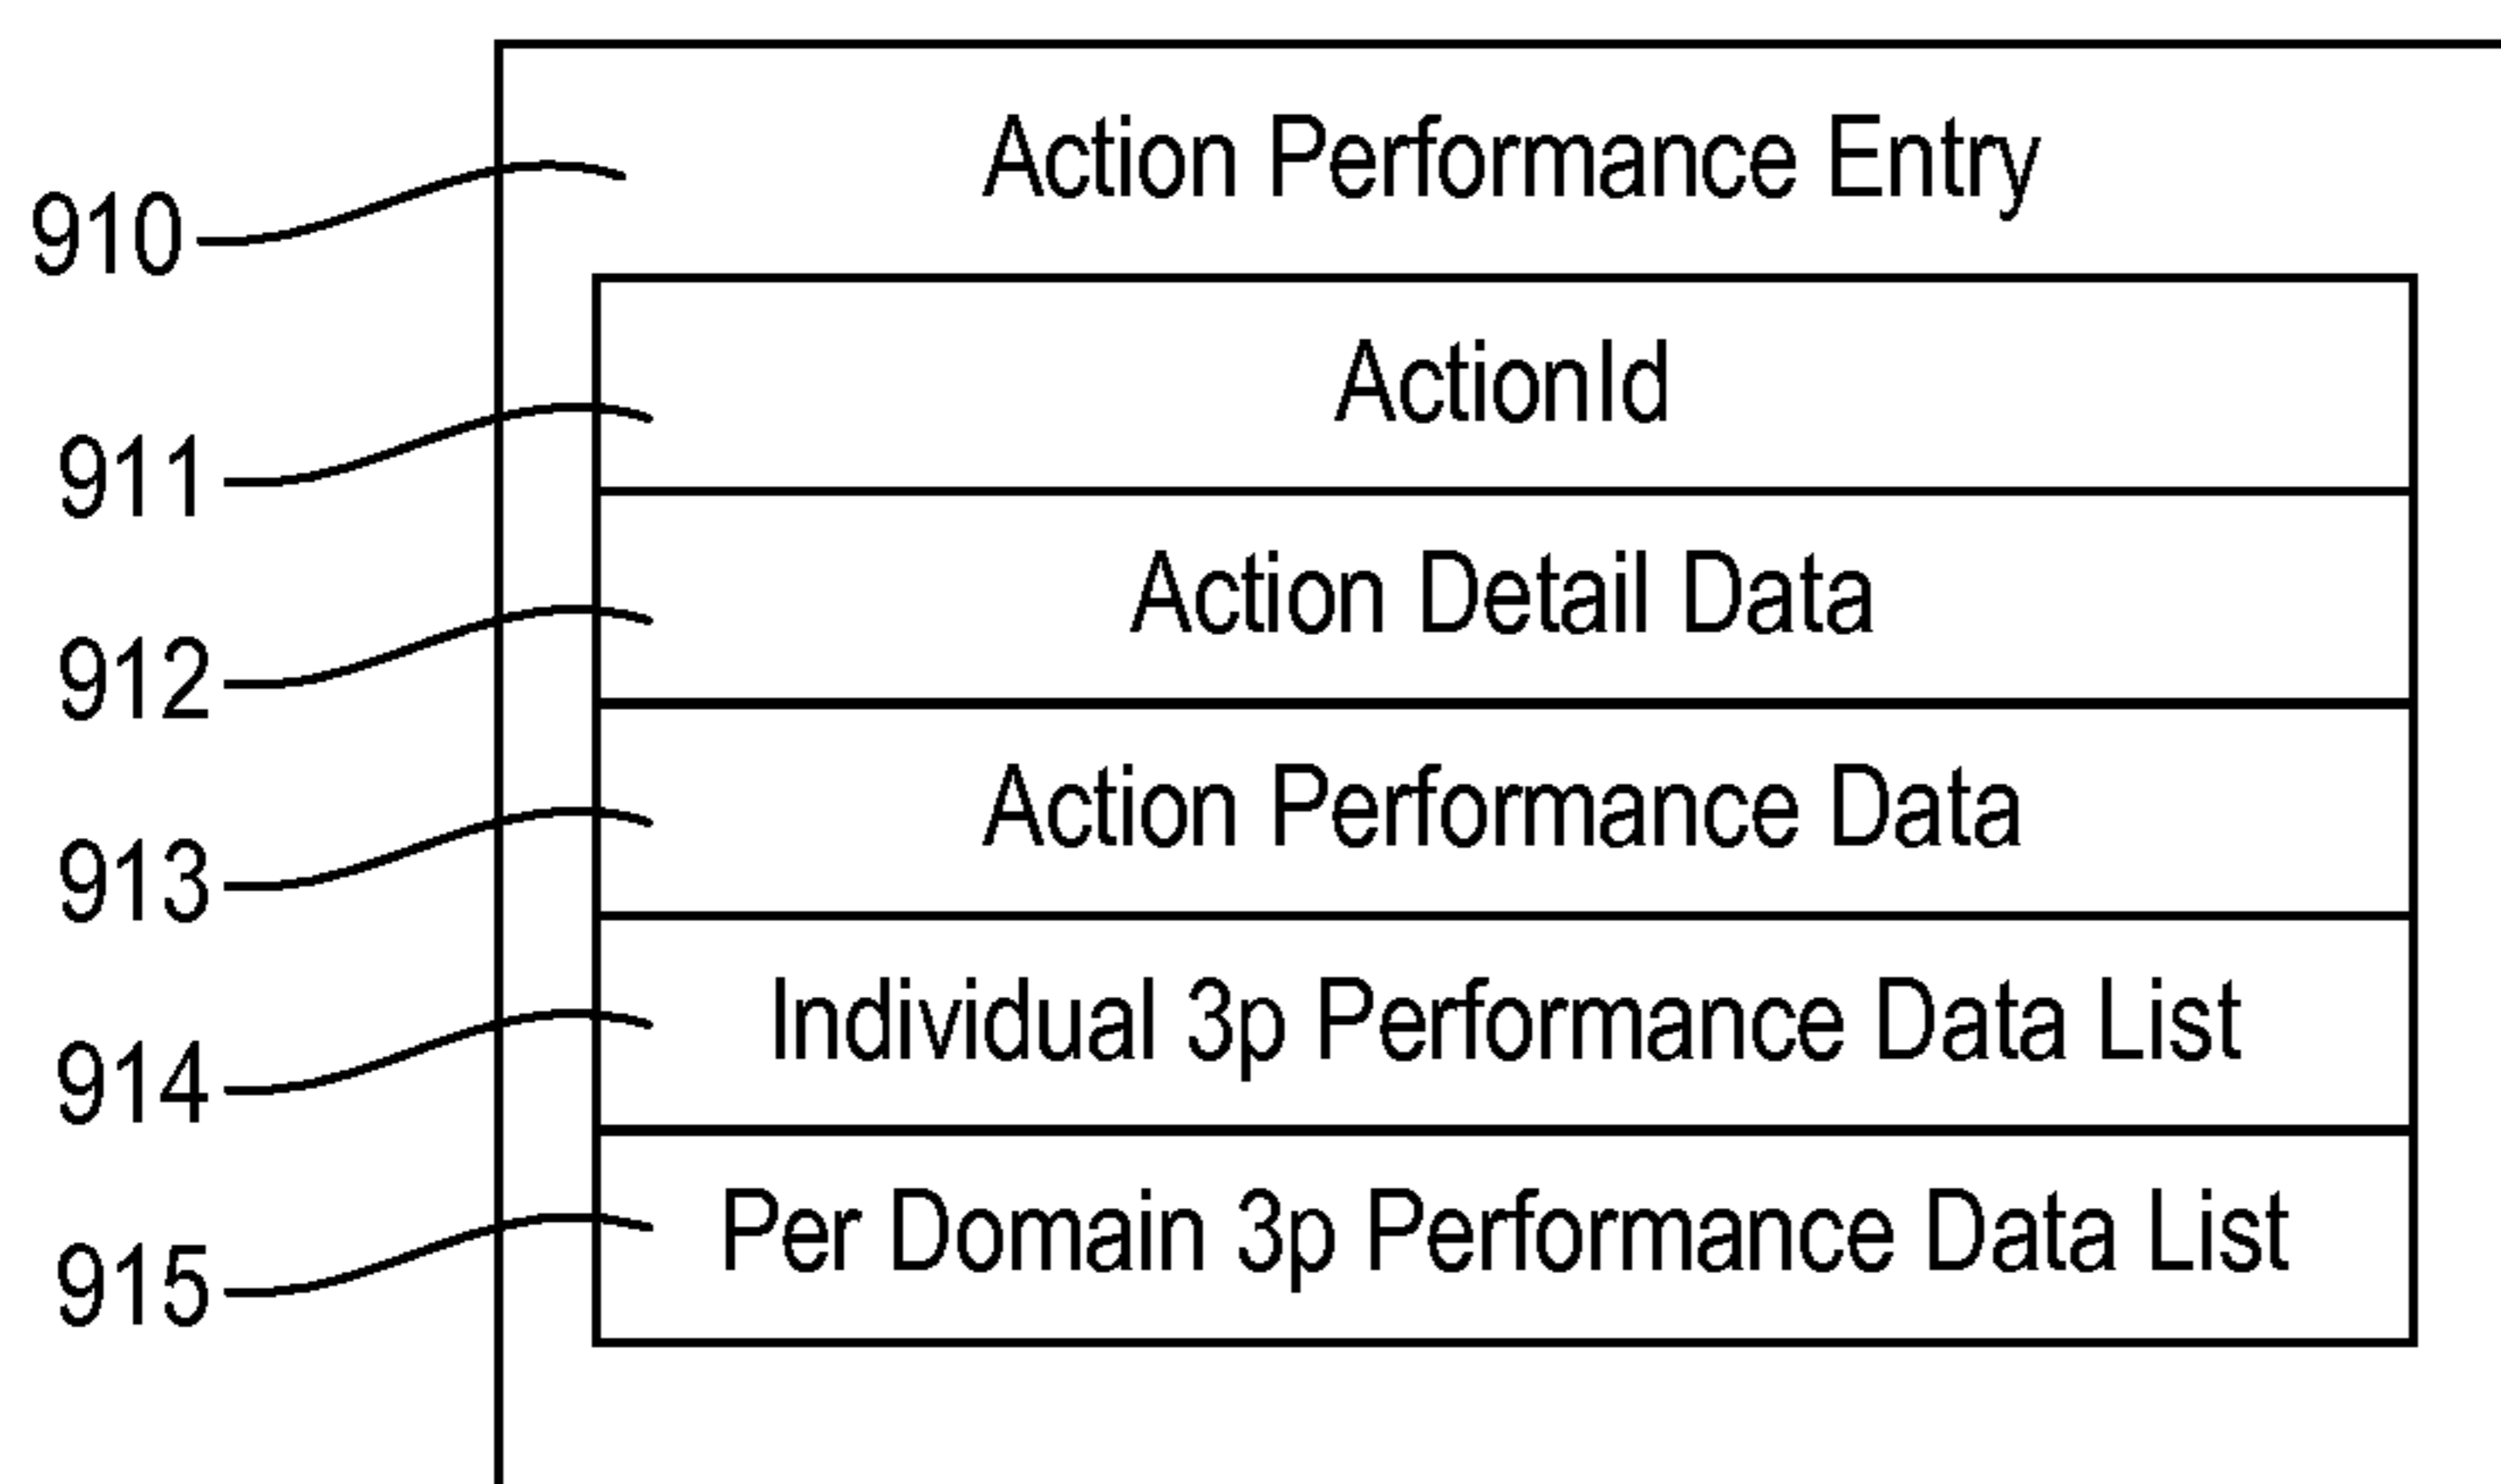 Action Performance Entry
910
ActionId
911
Action Detail Data
912
Action Performance Data
913
Individual 3p Performance Data List
914
Per Domain 3p Performance Data List
915